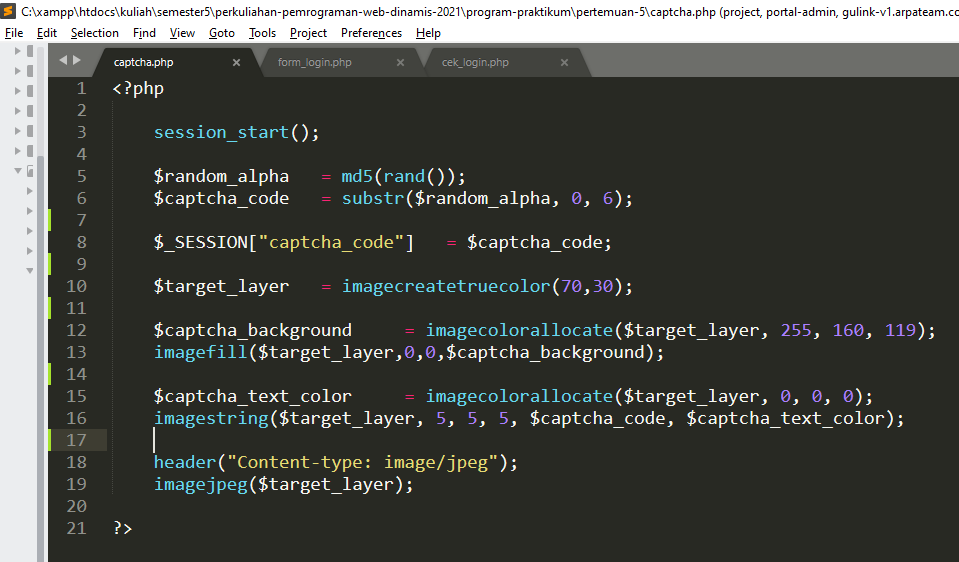 C:\xampp\htdocs\kuliah\semester5\perkuliahan-pemrograman-web-dinamis-2021\program-praktikum\pertemuan-5\captcha.php (project, portal-admin, gulink-v1.arpateam.co
File Edit Selection Find View Goto Tools Project Preferences Help
captcha.php × form_login.php × cek_login.php ×
1 <?php
2
3 session_start();
4
5 $random_alpha = md5(rand());
6 $captcha_code = substr($random_alpha, 0, 6);
7
8 $_SESSION["captcha_code"] = $captcha_code;
9
10 $target_layer = imagecreatetruecolor(70,30);
11
12 $captcha_background = imagecolorallocate($target_layer, 255, 160, 119);
13 imagefill($target_layer,0,0,$captcha_background);
14
15 $captcha_text_color = imagecolorallocate($target_layer, 0, 0, 0);
16 imagestring($target_layer, 5, 5, 5, $captcha_code, $captcha_text_color);
17
18 header("Content-type: image/jpeg");
19 imagejpeg($target_layer);
20
21 ?>